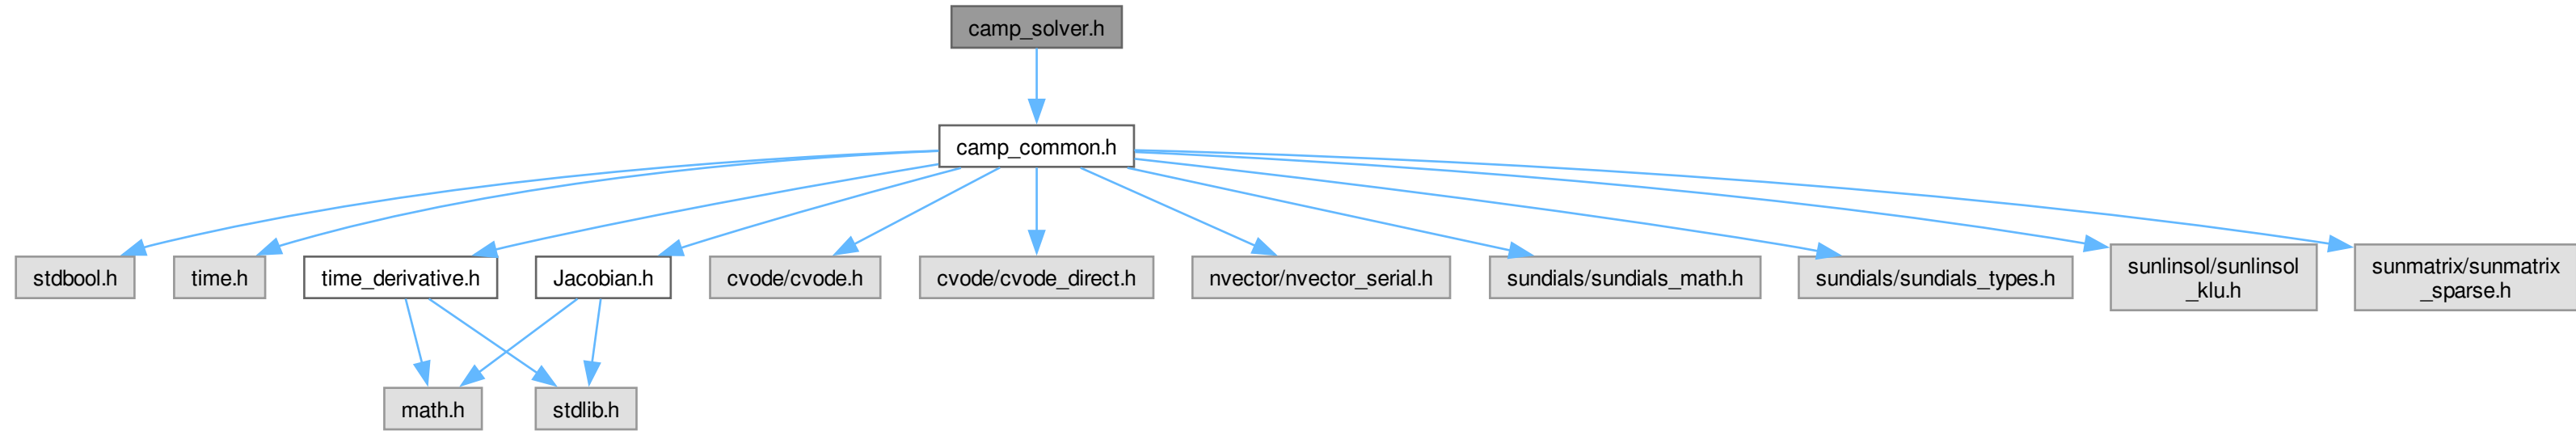 camp_solver.h
camp_common.h
stdbool.h
time.h
time_derivative.h
Jacobian.h
cvode/cvode.h
cvode/cvode_direct.h
nvector/nvector_serial.h
sundials/sundials_math.h
sundials/sundials_types.h
sunlinsol/sunlinsol
_klu.h
sunmatrix/sunmatrix
_sparse.h
math.h
stdlib.h